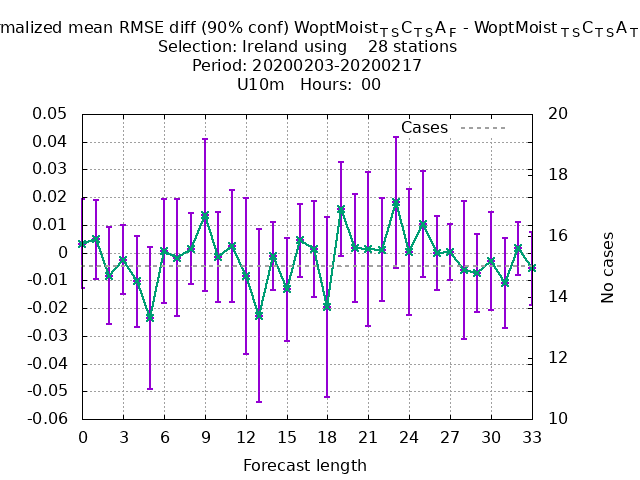 rmalized mean RMSE diff (90% conf) WoptMoist_TSC_TSA_F - WoptMoist_TSC_TSA_T
Selection: Ireland using 28 stations
Period: 20200203-20200217
U10m Hours: 00
Cases
0.05
0.04
0.03
0.02
0.01
0
-0.01
-0.02
-0.03
-0.04
-0.05
-0.06
20
18
16
14
12
10
No cases
0 3 6 9 12 15 18 21 24 27 30 33
Forecast length